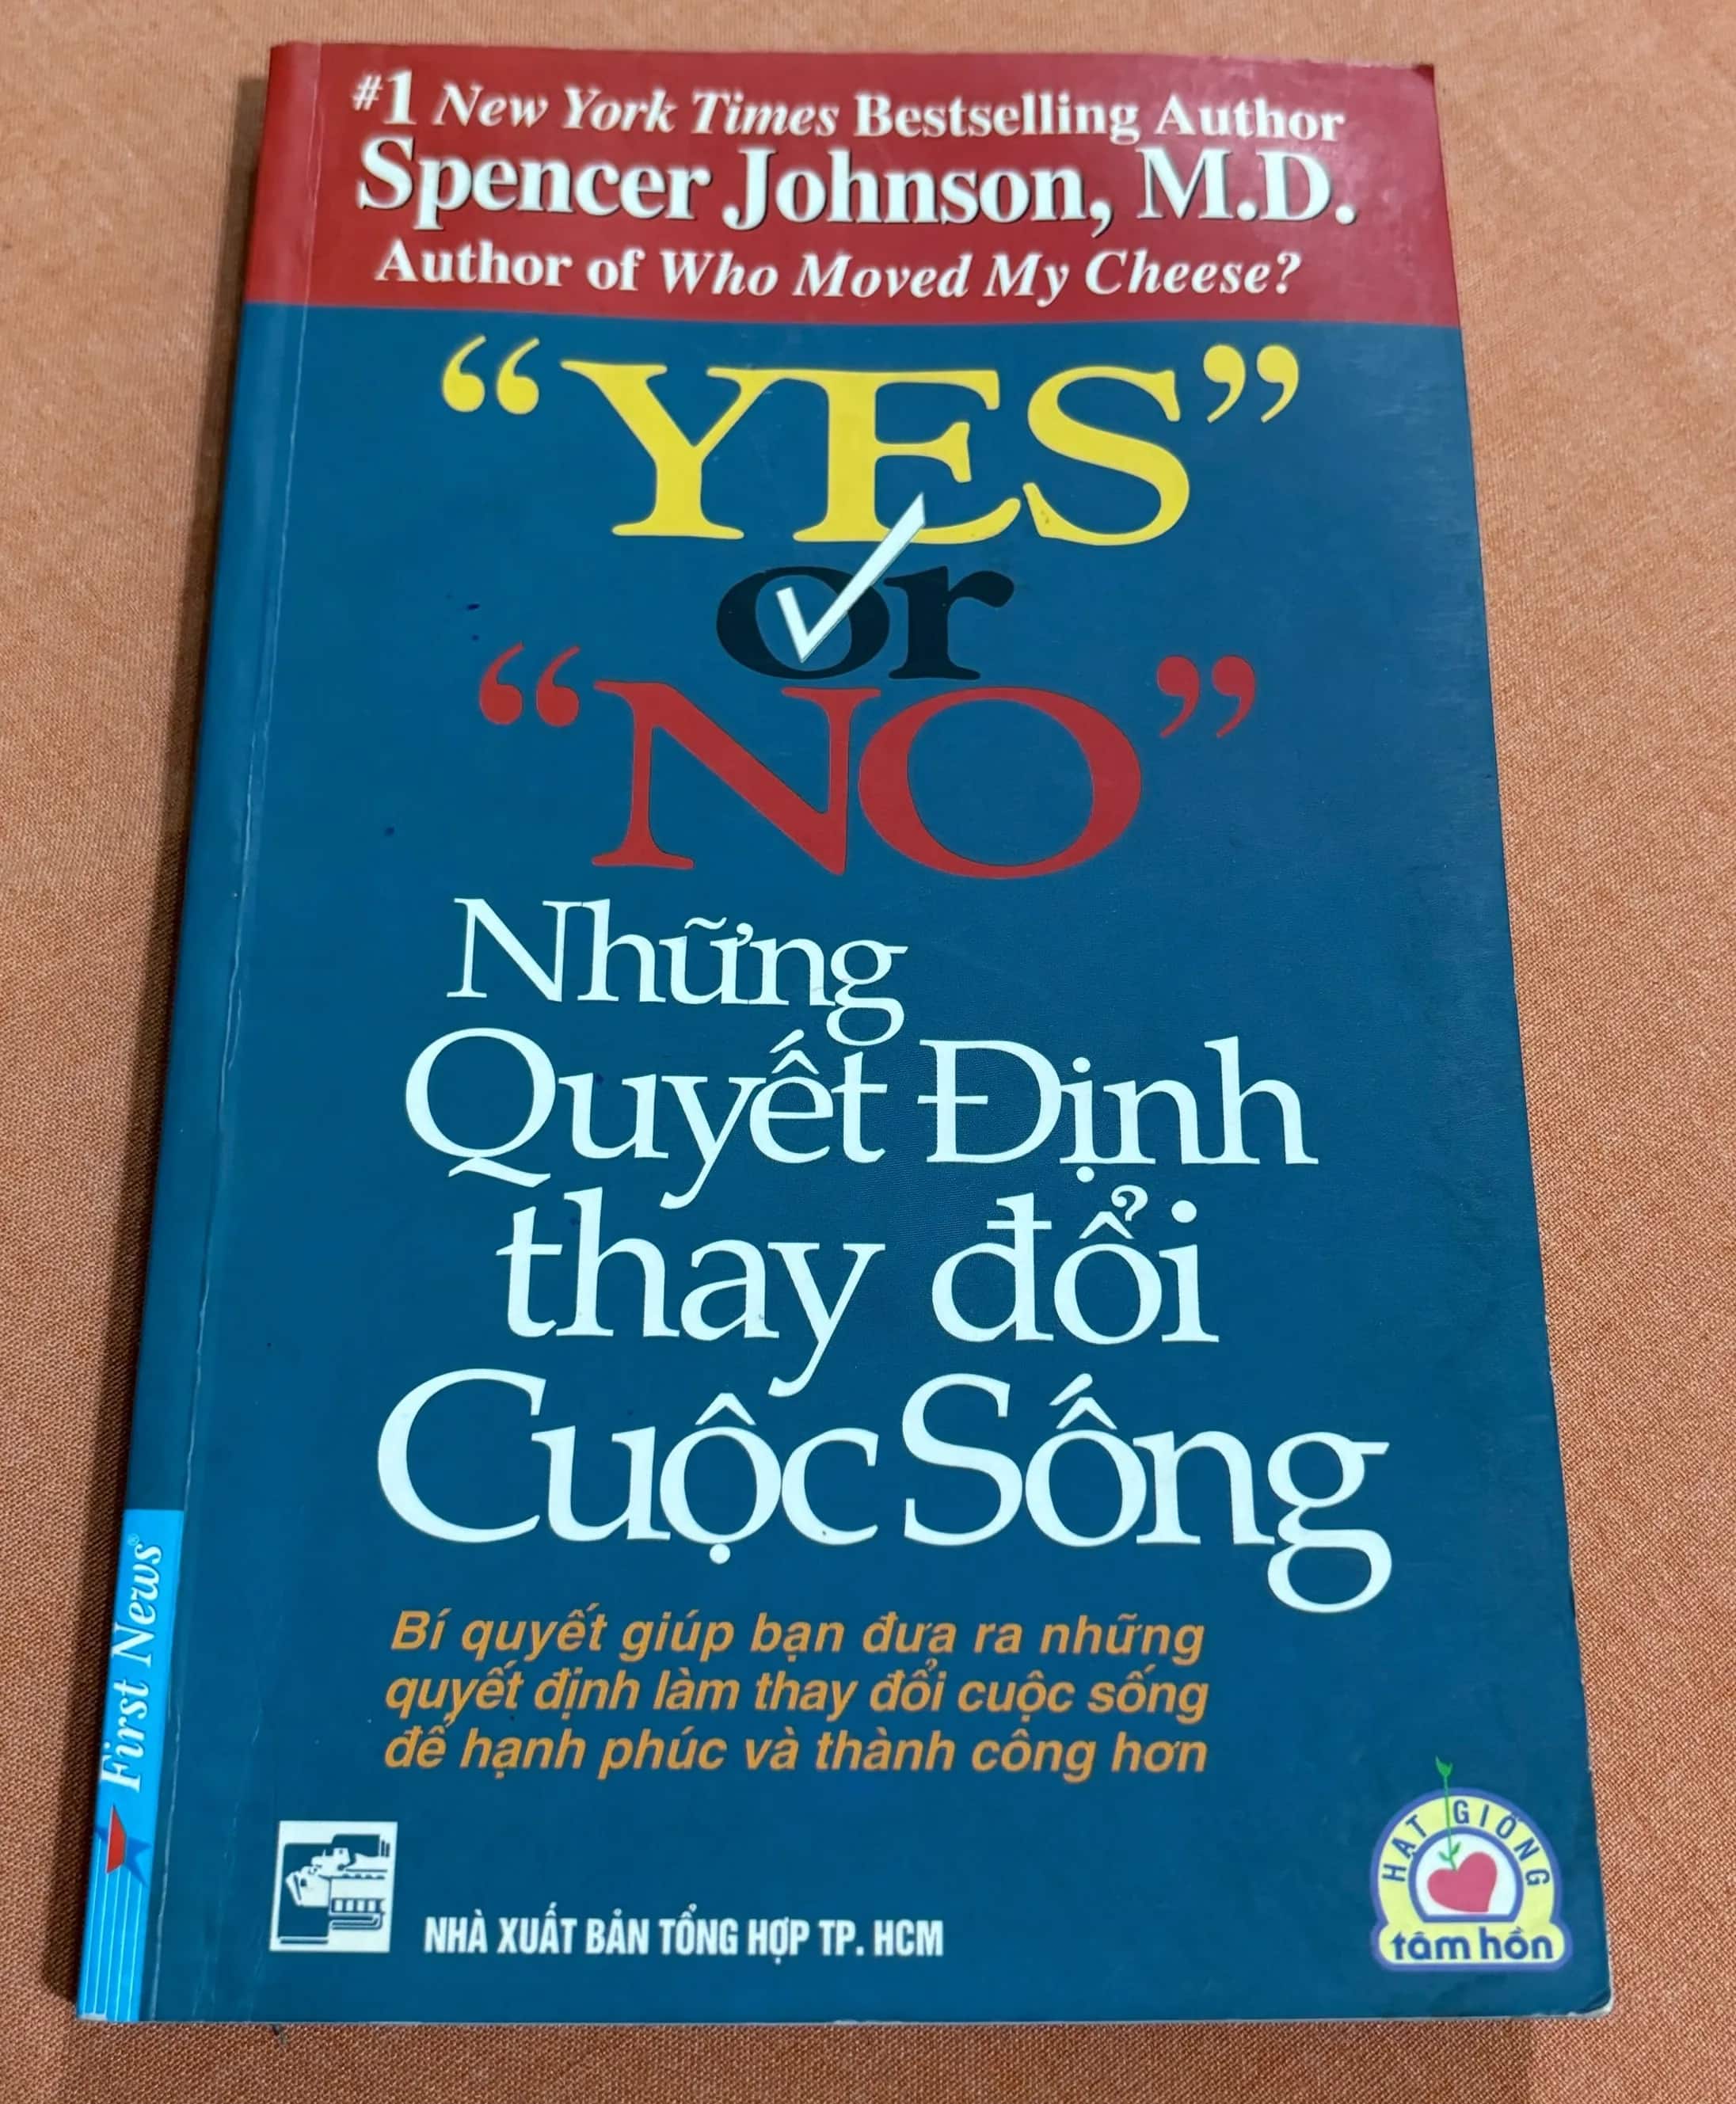 #1 New York Times Bestselling Author
Spencer Johnson, M.D.
Author of Who Moved My Cheese?
“YES”
or
“NO”
Những
Quyết Định
thay đổi
Cuộc Sống
Bí quyết giúp bạn đưa ra những
quyết định làm thay đổi cuộc sống
để hạnh phúc và thành công hơn
First News®
NHÀ XUẤT BẢN TỔNG HỢP TP. HCM
HẠT GIỐNG
tâm hồn